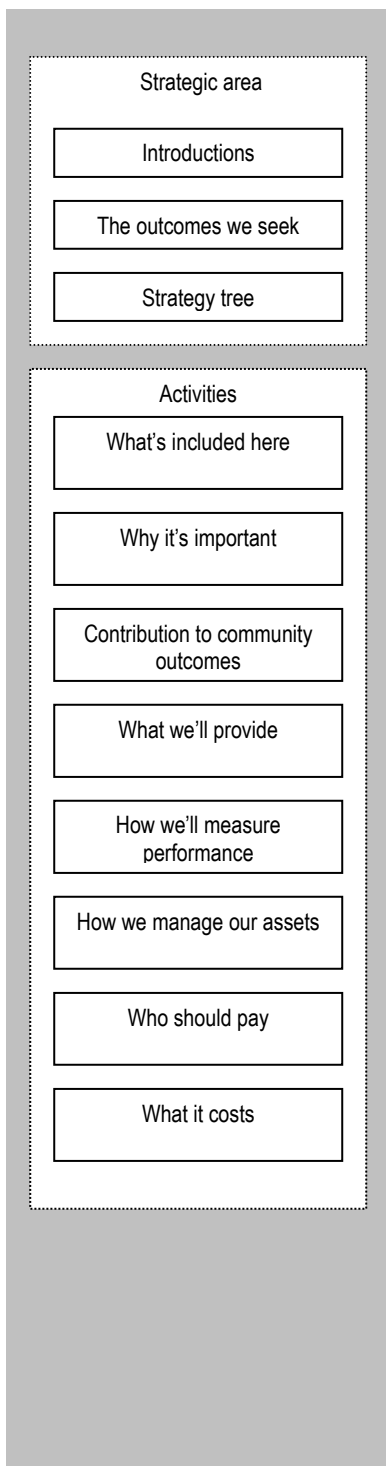 Strategic area
Introductions
The outcomes we seek
Strategy tree
Activities
What's included here
Why it's important
Contribution to community
outcomes
What we'll provide
How we'll measure
performance
How we manage our assets
Who should pay
What it costs